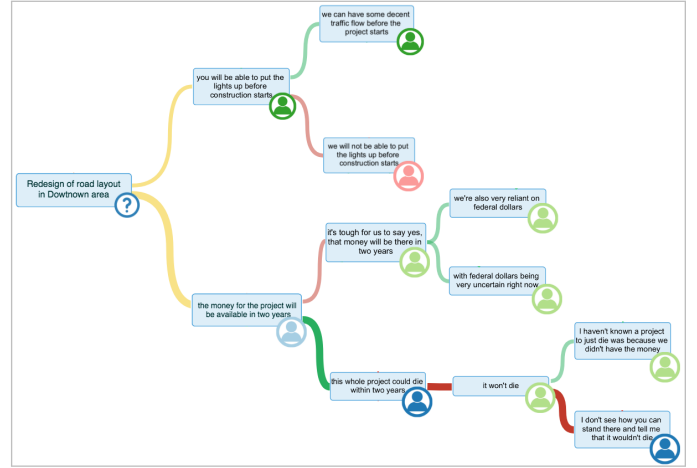 we can have some decent
traffic flow before the
project starts
you will be able to put the
lights up before
construction starts
we will not be able to put
the lights up before
construction starts
Redesign of road layout
in Dowtnown area
?
we're also very reliant on
federal dollars
it's tough for us to say yes,
that money will be there in
two years
with federal dollars being
very uncertain right now
the money for the project will
be available in two years
I haven't known a project
to just die was because we
didn't have the money
this whole project could die
within two years
it won't die
I don't see how you can
stand there and tell me
that it wouldn't die